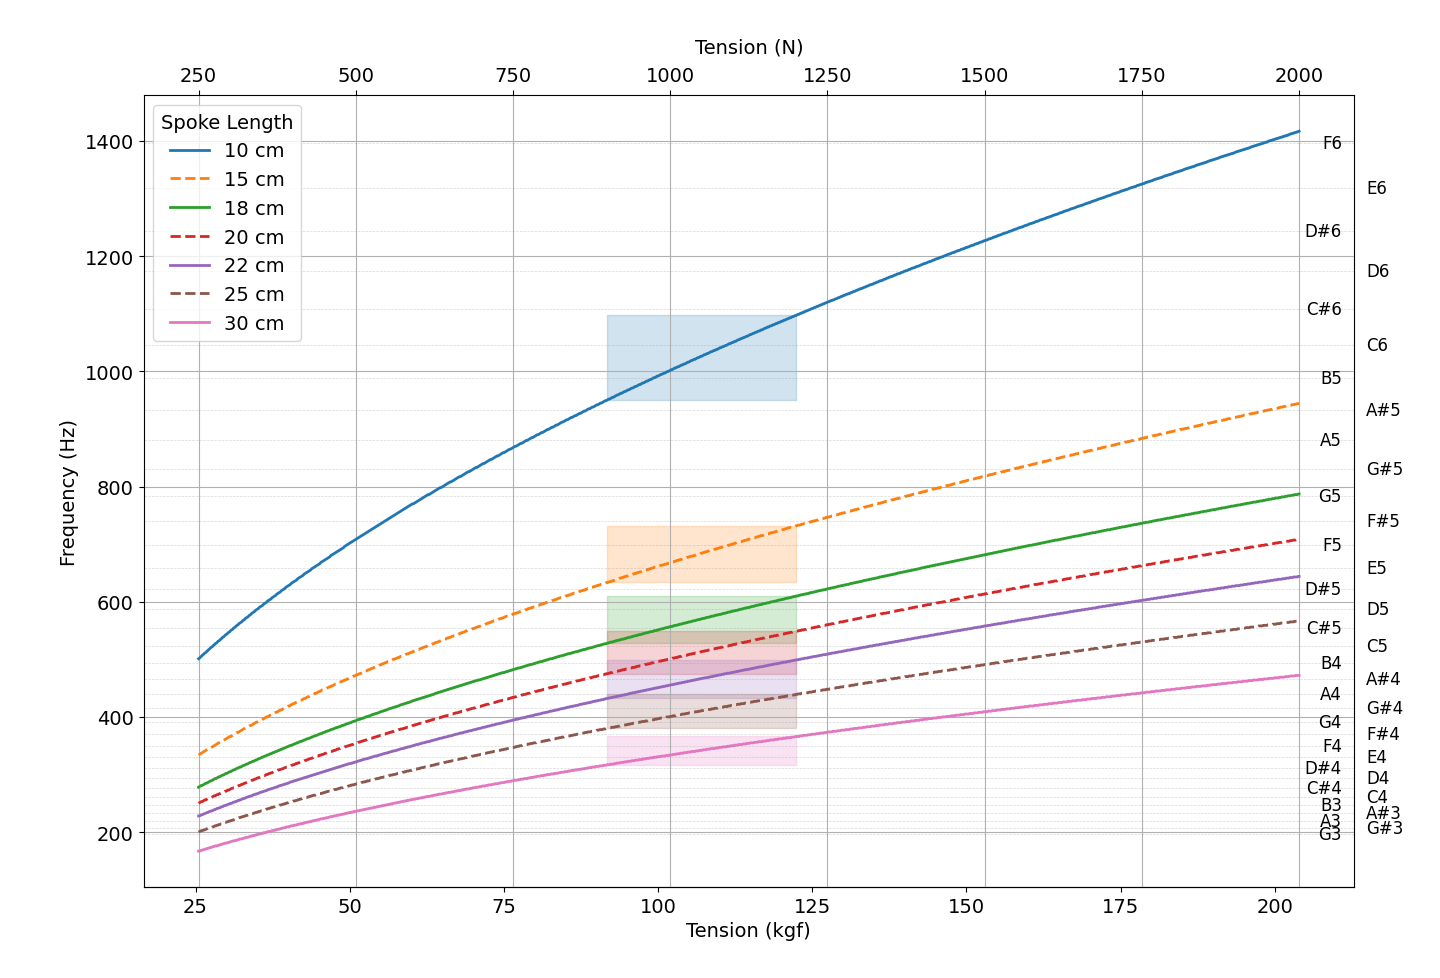 Tension (N)
250 500 750 1000 1250 1500 1750 2000
Spoke Length
10 cm
15 cm
18 cm
20 cm
22 cm
25 cm
30 cm
Frequency (Hz)
1400
1200
1000
800
600
400
200
F6
E6
D#6
D6
C#6
C6
B5
A#5
A5
G#5
G5
F#5
F5
E5
D#5
D5
C#5
C5
B4
A#4
A4
G#4
G4
F#4
F4
E4
D#4
D4
C#4
C4
B3
A#3
A3
G#3
G3
25 50 75 100 125 150 175 200
Tension (kgf)